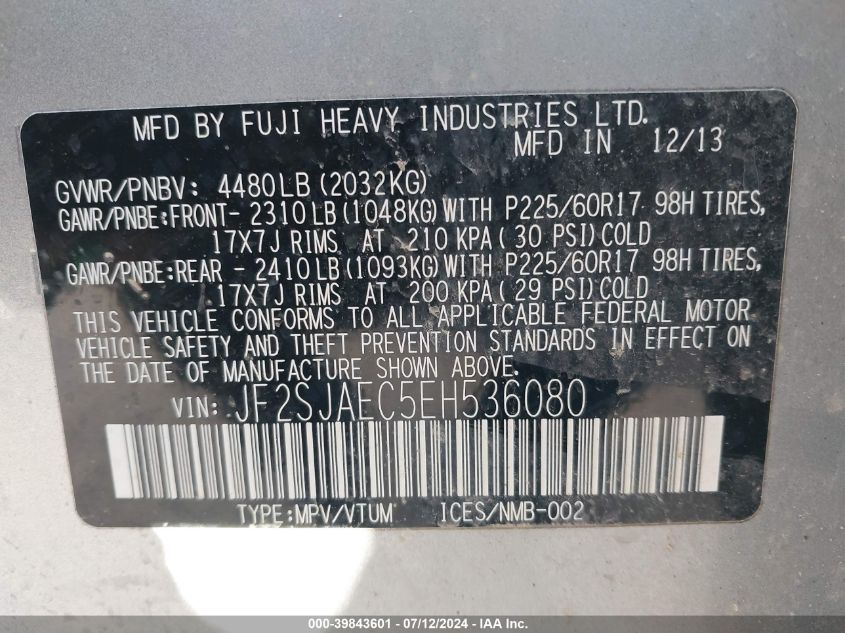 MFD BY FUJI HEAVY INDUSTRIES LTD.
MFD IN 12/13
GVWR/PNBV: 4480LB(2032KG)
GAWR/PNBE:FRONT- 2310LB(1048KG)WITH P225/60R17 98H TIRES,
17X7J RIMS AT 210 KPA( 30 PSI)COLD
GAWR/PNBE:REAR - 2410LB(1093KG)WITH P225/60R17 98H TIRES,
17X7J RIMS AT 200 KPA( 29 PSI)COLD
THIS VEHICLE CONFORMS TO ALL APPLICABLE FEDERAL MOTOR
VEHICLE SAFETY AND THEFT PREVENTION STANDARDS IN EFFECT ON
THE DATE OF MANUFACTURE SHOWN ABOVE.
VIN: JF2SJAEC5EH536080
TYPE:MPV/VTUM ICES/NMB-002
000-39843601 - 07/12/2024 - IAA Inc.